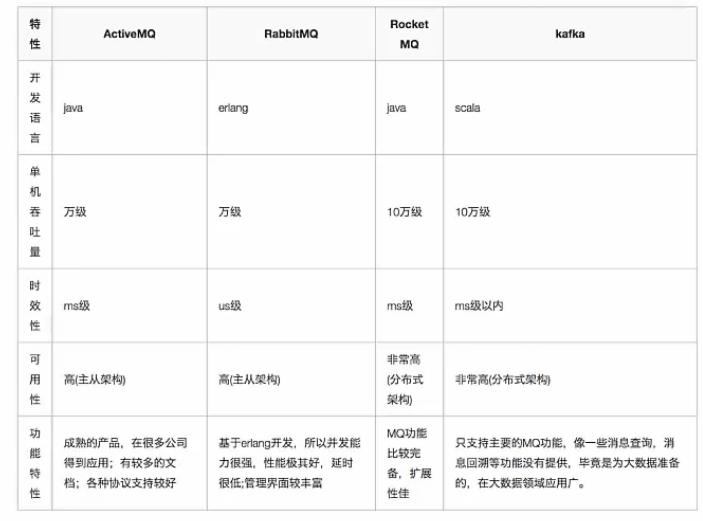 特
性
ActiveMQ
RabbitMQ
Rocket
MQ
kafka
开
发
语
言
java
erlang
java
scala
单
机
吞
吐
量
万级
万级
10万级
10万级
时
效
性
ms级
us级
ms级
ms级以内
可
用
性
高(主从架构)
高(主从架构)
非常高
(分布式
架构)
非常高(分布式架构)
功
能
特
性
成熟的产品，在很多公司
得到应用；有较多的文
档；各种协议支持较好
基于erlang开发，所以并发能
力很强，性能极其好，延时
很低;管理界面较丰富
MQ功能
比较完
备，扩展
性佳
只支持主要的MQ功能，像一些消息查询，消
息回溯等功能没有提供，毕竟是为大数据准备
的，在大数据领域应用广。